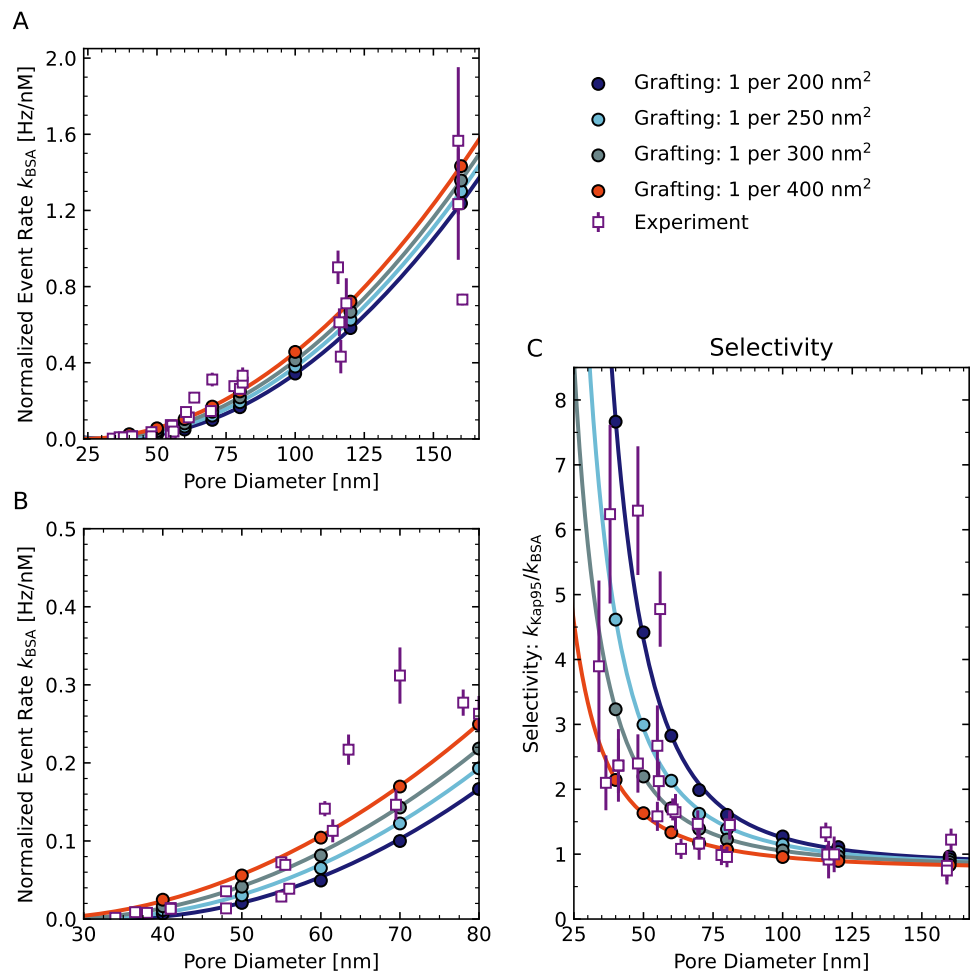 A
Normalized Event Rate k_BSA [Hz/nM]
2.0
1.6
1.2
0.8
0.4
0.0
25 50 75 100 125 150
Pore Diameter [nm]
Grafting: 1 per 200 nm²
Grafting: 1 per 250 nm²
Grafting: 1 per 300 nm²
Grafting: 1 per 400 nm²
Experiment
B
Normalized Event Rate k_BSA [Hz/nM]
0.5
0.4
0.3
0.2
0.1
0.0
30 40 50 60 70 80
Pore Diameter [nm]
C
Selectivity
Selectivity: k_Kap95/k_BSA
8
7
6
5
4
3
2
1
0
25 50 75 100 125 150
Pore Diameter [nm]